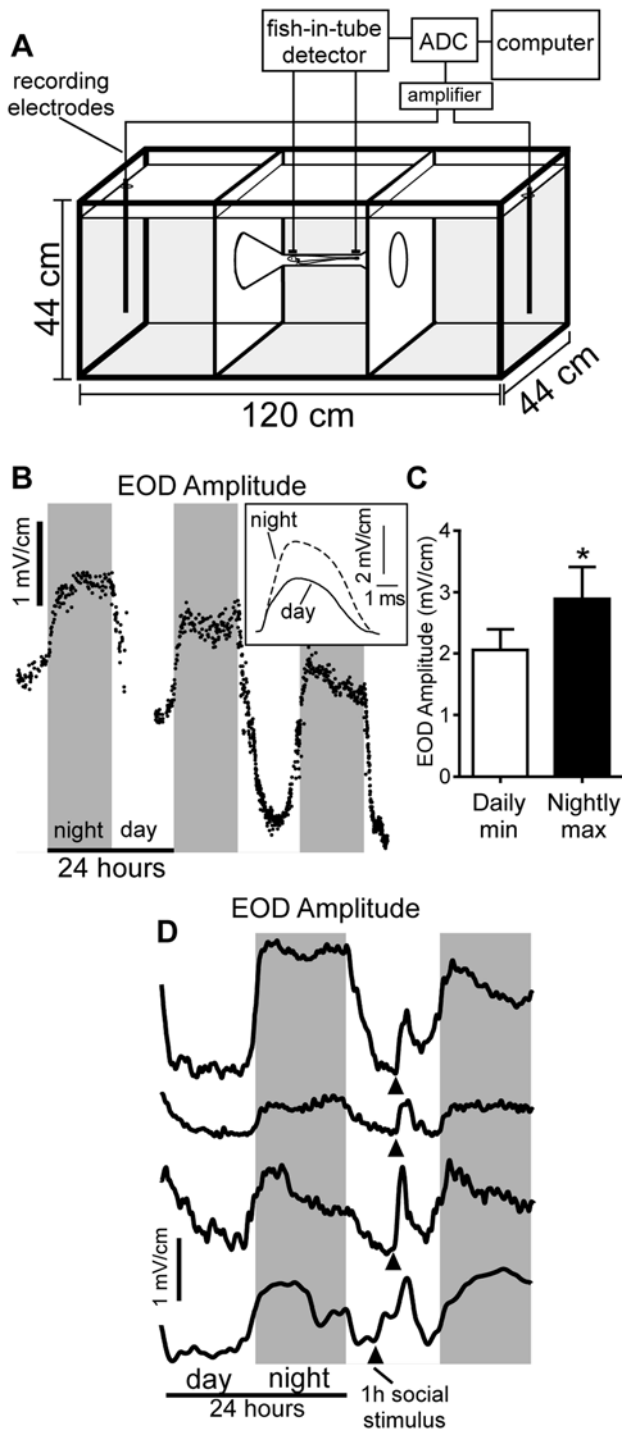 A
fish-in-tube
detector
ADC
computer
amplifier
recording
electrodes
44 cm
120 cm
44 cm
B
EOD Amplitude
1 mV/cm
night
day
2 mV/cm
1 ms
night
day
24 hours
C
EOD Amplitude (mV/cm)
4
3
2
1
0
*
Daily
min
Nightly
max
EOD Amplitude
D
1 mV/cm
day
night
24 hours
1h social
stimulus